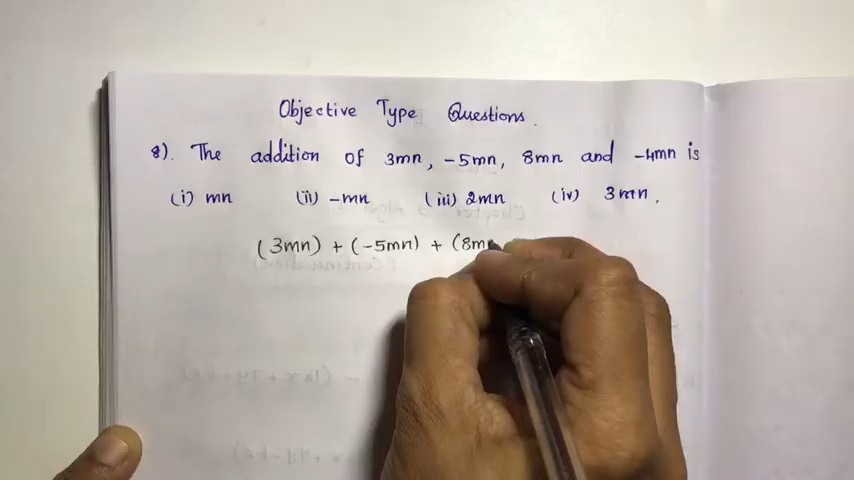 Objective Type Questions.
8). The addition of 3mn, -5mn, 8mn and -4mn is
(i) mn (ii) -mn (iii) 2mn (iv) 3mn.
(3mn) + (-5mn) + (8mn